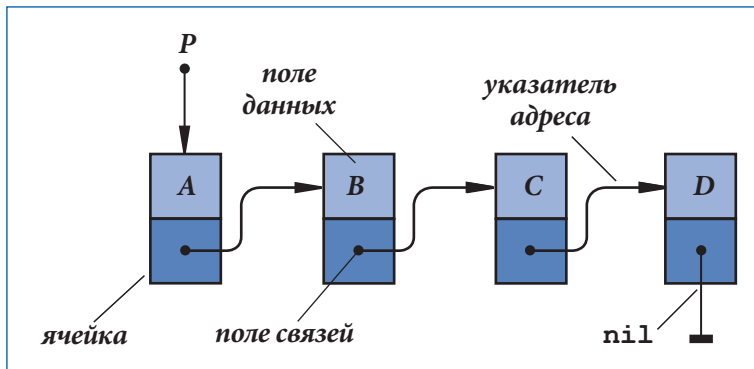 P
поле
данных
указатель
адреса
A
B
C
D
ячейка
поле связей
nil